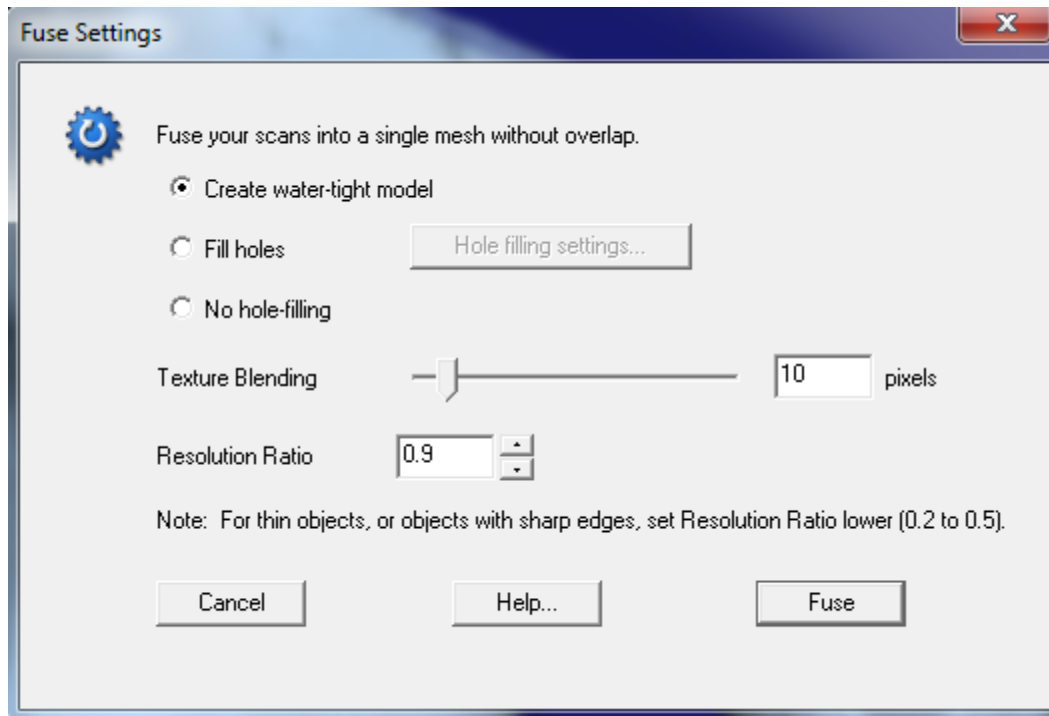 Fuse Settings
Fuse your scans into a single mesh without overlap.
Create water-tight model
Fill holes
Hole filling settings...
No hole-filling
Texture Blending
10
pixels
Resolution Ratio
0.9
Note:  For thin objects, or objects with sharp edges, set Resolution Ratio lower (0.2 to 0.5).
Cancel
Help...
Fuse